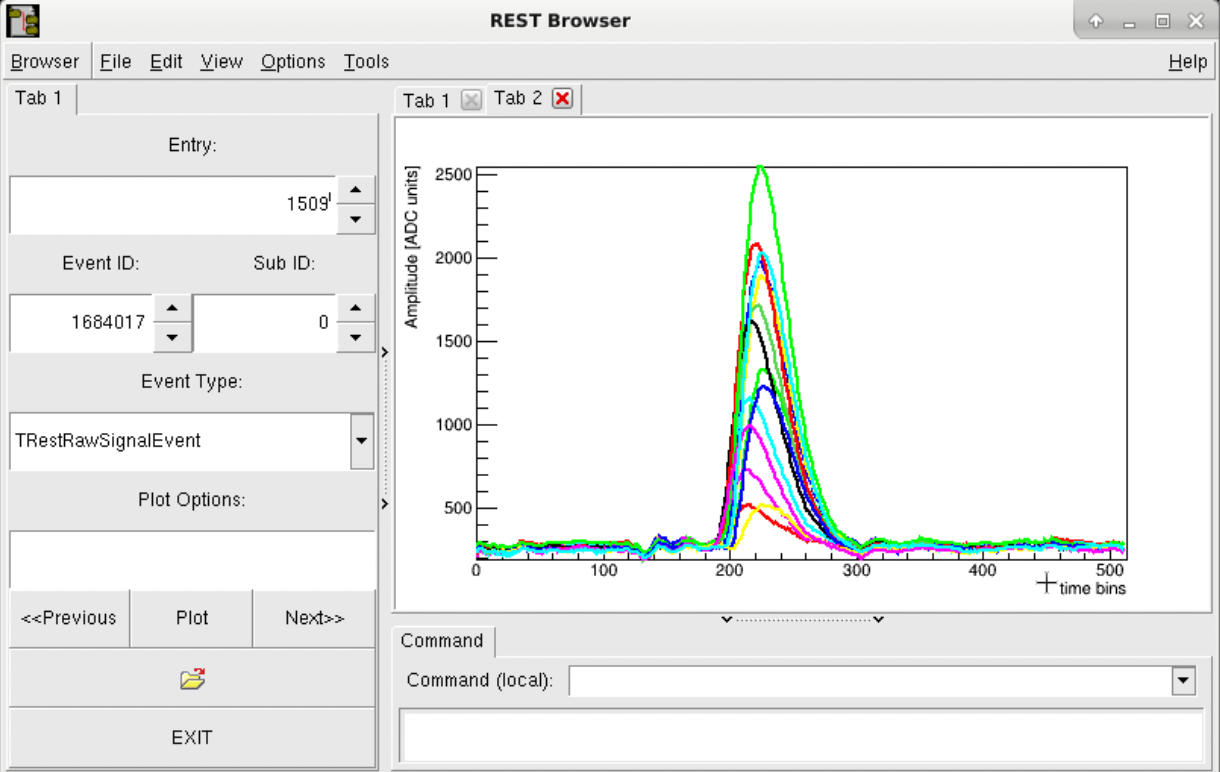 REST Browser
Browser File Edit View Options Tools Help
Tab 1
Entry:
1509
Event ID: Sub ID:
1684017 0
Event Type:
TRestRawSignalEvent
Plot Options:
<<Previous Plot Next>>
EXIT
Tab 1 Tab 2
Amplitude [ADC units]
2500
2000
1500
1000
500
0 100 200 300 400 500
time bins
Command
Command (local):